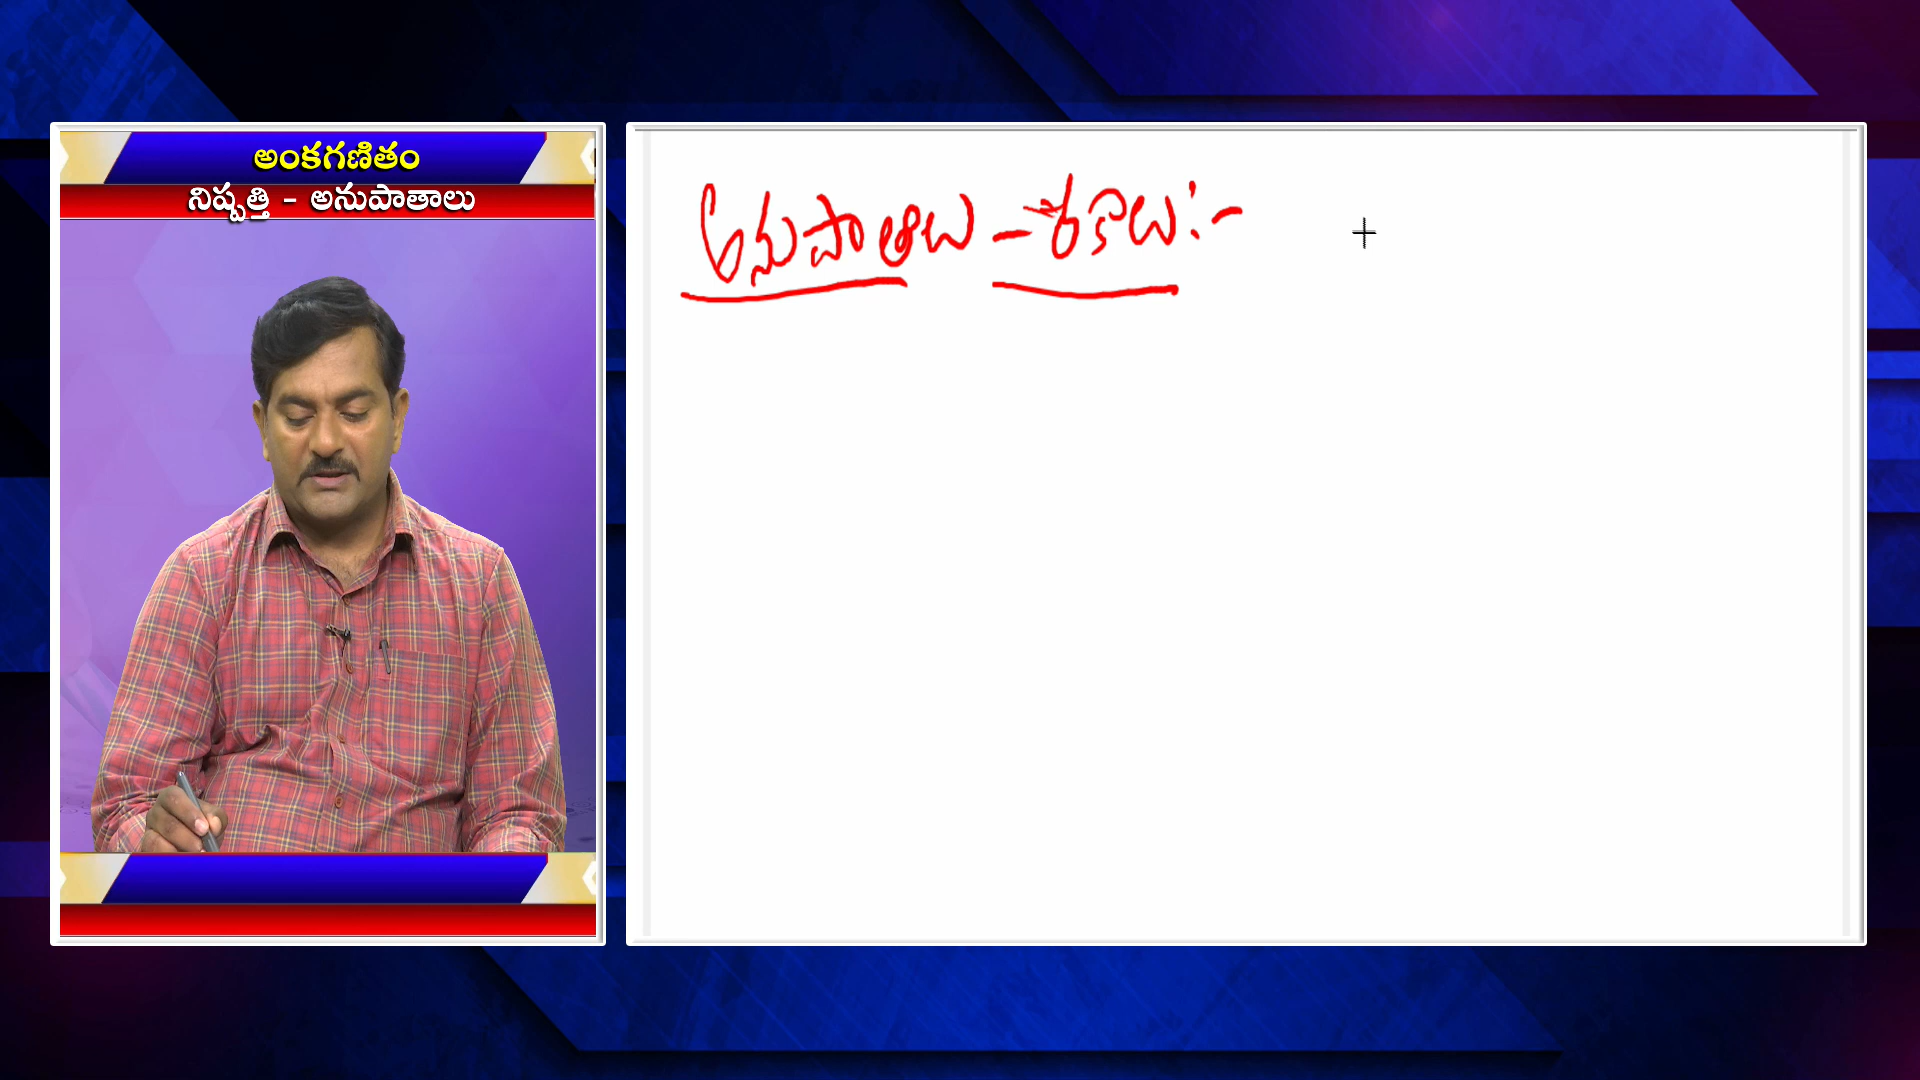 అంకగణితం
నిష్పత్తి - అనుపాతాలు
అనుపాతాలు - రకాలు :-